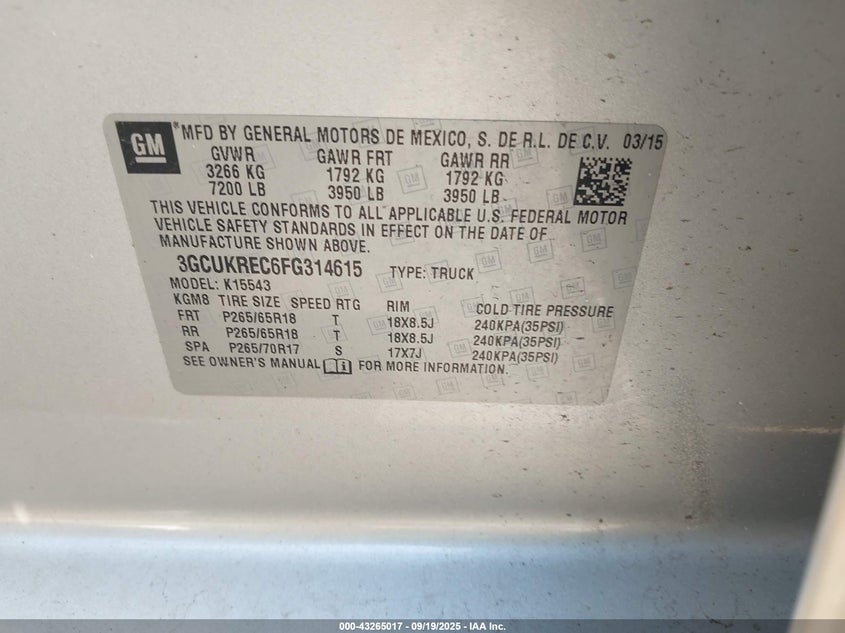 GM
*MFD BY GENERAL MOTORS DE MEXICO, S. DE R.L. DE C.V. 03/15
GVWR GAWR FRT GAWR RR
3266 KG 1792 KG 1792 KG
7200 LB 3950 LB 3950 LB
THIS VEHICLE CONFORMS TO ALL APPLICABLE U.S. FEDERAL MOTOR
VEHICLE SAFETY STANDARDS IN EFFECT ON THE DATE OF
MANUFACTURE SHOWN ABOVE.
3GCUKREC6FG314615 TYPE: TRUCK
MODEL: K15543
KGM8 TIRE SIZE SPEED RTG RIM COLD TIRE PRESSURE
FRT P265/65R18 T 18X8.5J 240KPA(35PSI)
RR P265/65R18 T 18X8.5J 240KPA(35PSI)
SPA P265/70R17 S 17X7J 240KPA(35PSI)
SEE OWNER'S MANUAL FOR MORE INFORMATION.
000-43265017 - 09/19/2025 - IAA Inc.